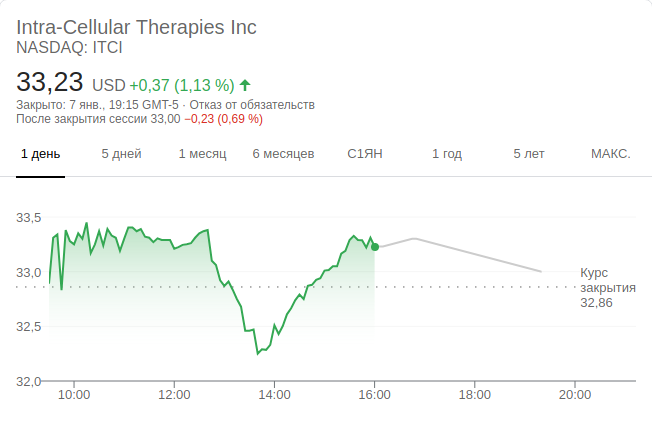 Intra-Cellular Therapies Inc
NASDAQ: ITCI
33,23 USD +0,37 (1,13 %)
Закрыто: 7 янв., 19:15 GMT-5 · Отказ от обязательств
После закрытия сессии 33,00 −0,23 (0,69 %)
1 день 5 дней 1 месяц 6 месяцев С1ЯН 1 год 5 лет МАКС.
33,5
33,0
32,5
32,0
Курс
закрытия
32,86
10:00 12:00 14:00 16:00 18:00 20:00